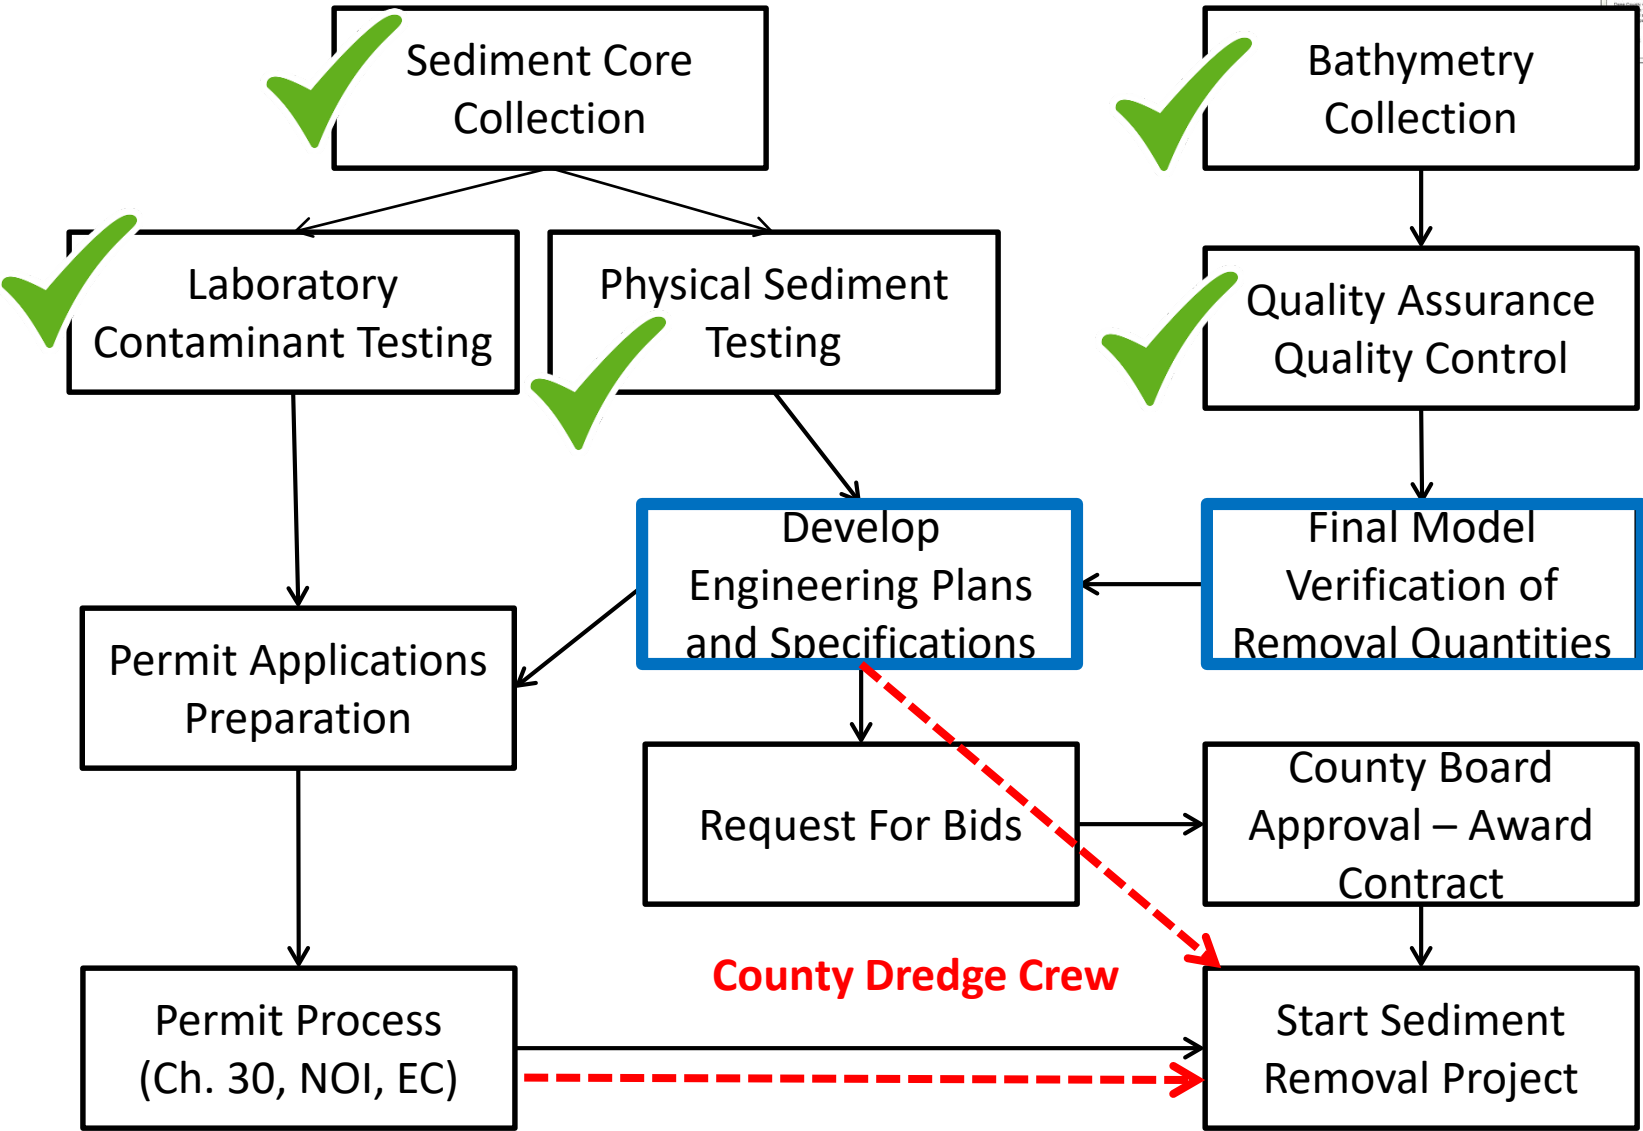 Sediment Core
Collection
Bathymetry
Collection
Laboratory
Contaminant Testing
Physical Sediment
Testing
Quality Assurance
Quality Control
Develop
Engineering Plans
and Specifications
Final Model
Verification of
Removal Quantities
Permit Applications
Preparation
Request For Bids
County Board
Approval – Award
Contract
County Dredge Crew
Permit Process
(Ch. 30, NOI, EC)
Start Sediment
Removal Project